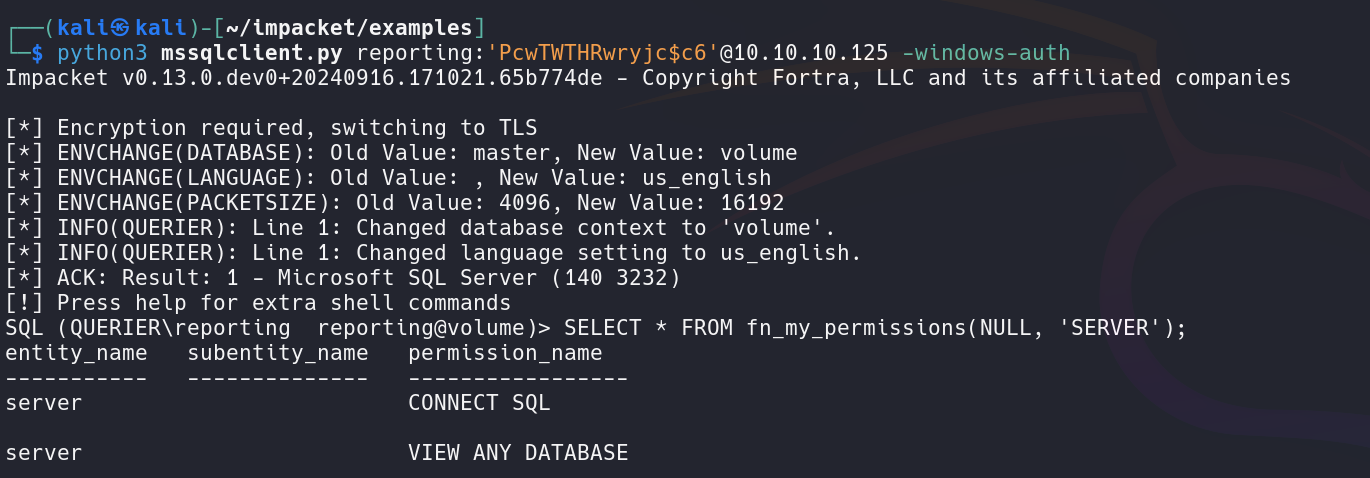 ┌──(kali㉿kali)-[~/impacket/examples]
└─$ python3 mssqlclient.py reporting:'PcwTWTHRwryjc$c6'@10.10.10.125 -windows-auth
Impacket v0.13.0.dev0+20240916.171021.65b774de - Copyright Fortra, LLC and its affiliated companies
[*] Encryption required, switching to TLS
[*] ENVCHANGE(DATABASE): Old Value: master, New Value: volume
[*] ENVCHANGE(LANGUAGE): Old Value: , New Value: us_english
[*] ENVCHANGE(PACKETSIZE): Old Value: 4096, New Value: 16192
[*] INFO(QUERIER): Line 1: Changed database context to 'volume'.
[*] INFO(QUERIER): Line 1: Changed language setting to us_english.
[*] ACK: Result: 1 - Microsoft SQL Server (140 3232)
[!] Press help for extra shell commands
SQL (QUERIER\reporting  reporting@volume)> SELECT * FROM fn_my_permissions(NULL, 'SERVER');
entity_name   subentity_name   permission_name
-----------   --------------   -----------------
server                         CONNECT SQL
server                         VIEW ANY DATABASE